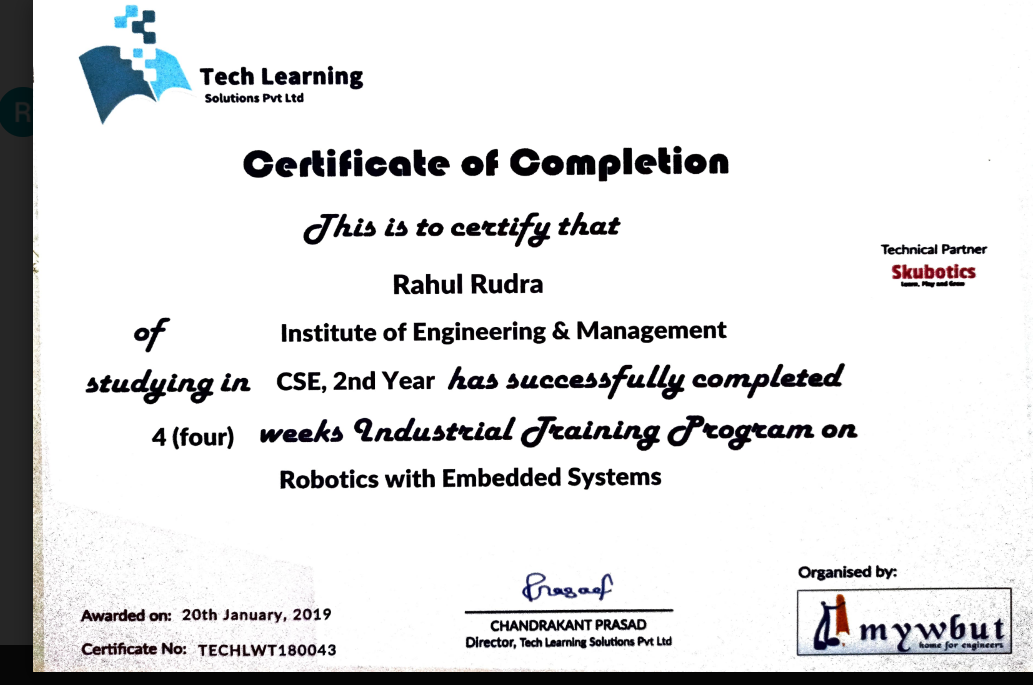 R
Tech Learning
Solutions Pvt Ltd
Certificate of Completion
This is to certify that
Technical Partner
Skubotics
Learn, Play and Grow
Rahul Rudra
of Institute of Engineering & Management
studying in CSE, 2nd Year has successfully completed
4 (four) weeks Industrial Training Program on
Robotics with Embedded Systems
Prasad
Organised by:
Awarded on: 20th January, 2019
CHANDRAKANT PRASAD
mywbut
Director, Tech Learning Solutions Pvt Ltd
home for engineers
Certificate No: TECHLWT180043